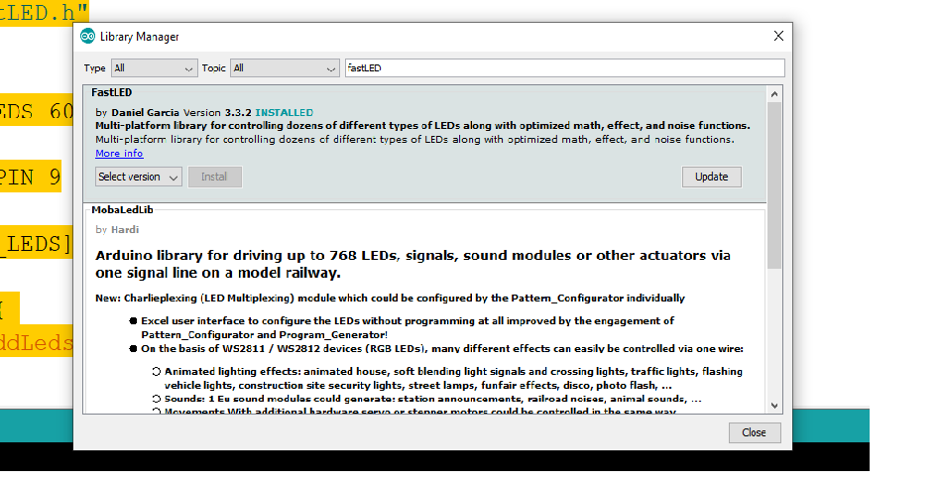 tLED.h"
Library Manager
Type All Topic All fastLED
FastLED
by Daniel Garcia Version 3.3.2 INSTALLED
Multi-platform library for controlling dozens of different types of LEDs along with optimized math, effect, and noise functions.
Multi-platform library for controlling dozens of different types of LEDs along with optimized math, effect, and noise functions.
More info
Select version Instal Update
EDS 60
PIN 9
_LEDS]
ddLeds
MobaLedLib
by Hardi
Arduino library for driving up to 768 LEDs, signals, sound modules or other actuators via
one signal line on a model railway.
New: Charlieplexing (LED Multiplexing) module which could be configured by the Pattern_Configurator individually
Excel user interface to configure the LEDs without programming at all improved by the engagement of
Pattern_Configurator and Program_Generator!
On the basis of WS2811 / WS2812 devices (RGB LEDs), many different effects can easily be controlled via one wire:
Animated lighting effects: animated house, soft blending light signals and crossing lights, traffic lights, flashing
vehicle lights, construction site security lights, street lamps, funfair effects, disco, photo flash, ...
Sounds: 1 Eu sound modules could generate: station announcements, railroad noises, animal sounds, ...
Movements With additional hardware servo or stepper motors could be controlled in the same way
Close